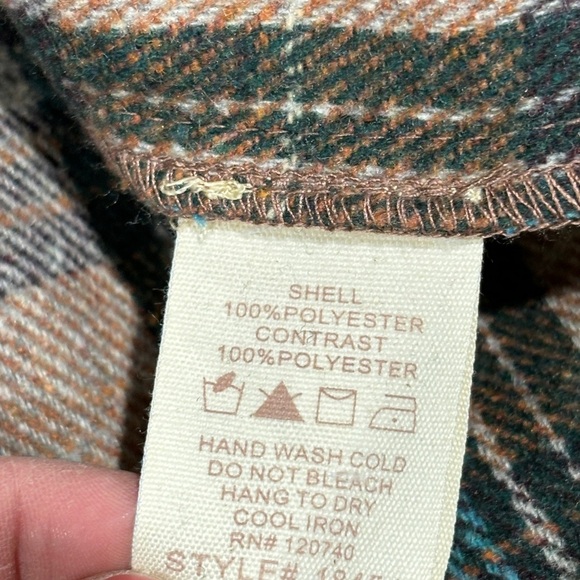 SHELL
100%POLYESTER
CONTRAST
100%POLYESTER
HAND WASH COLD
DO NOT BLEACH
HANG TO DRY
COOL IRON
RN# 120740
STYLE#